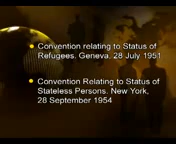 Convention relating to Status of
Refugees. Geneva, 28 July 1951
Convention Relating to Status of
Stateless Persons. New York,
28 September 1954